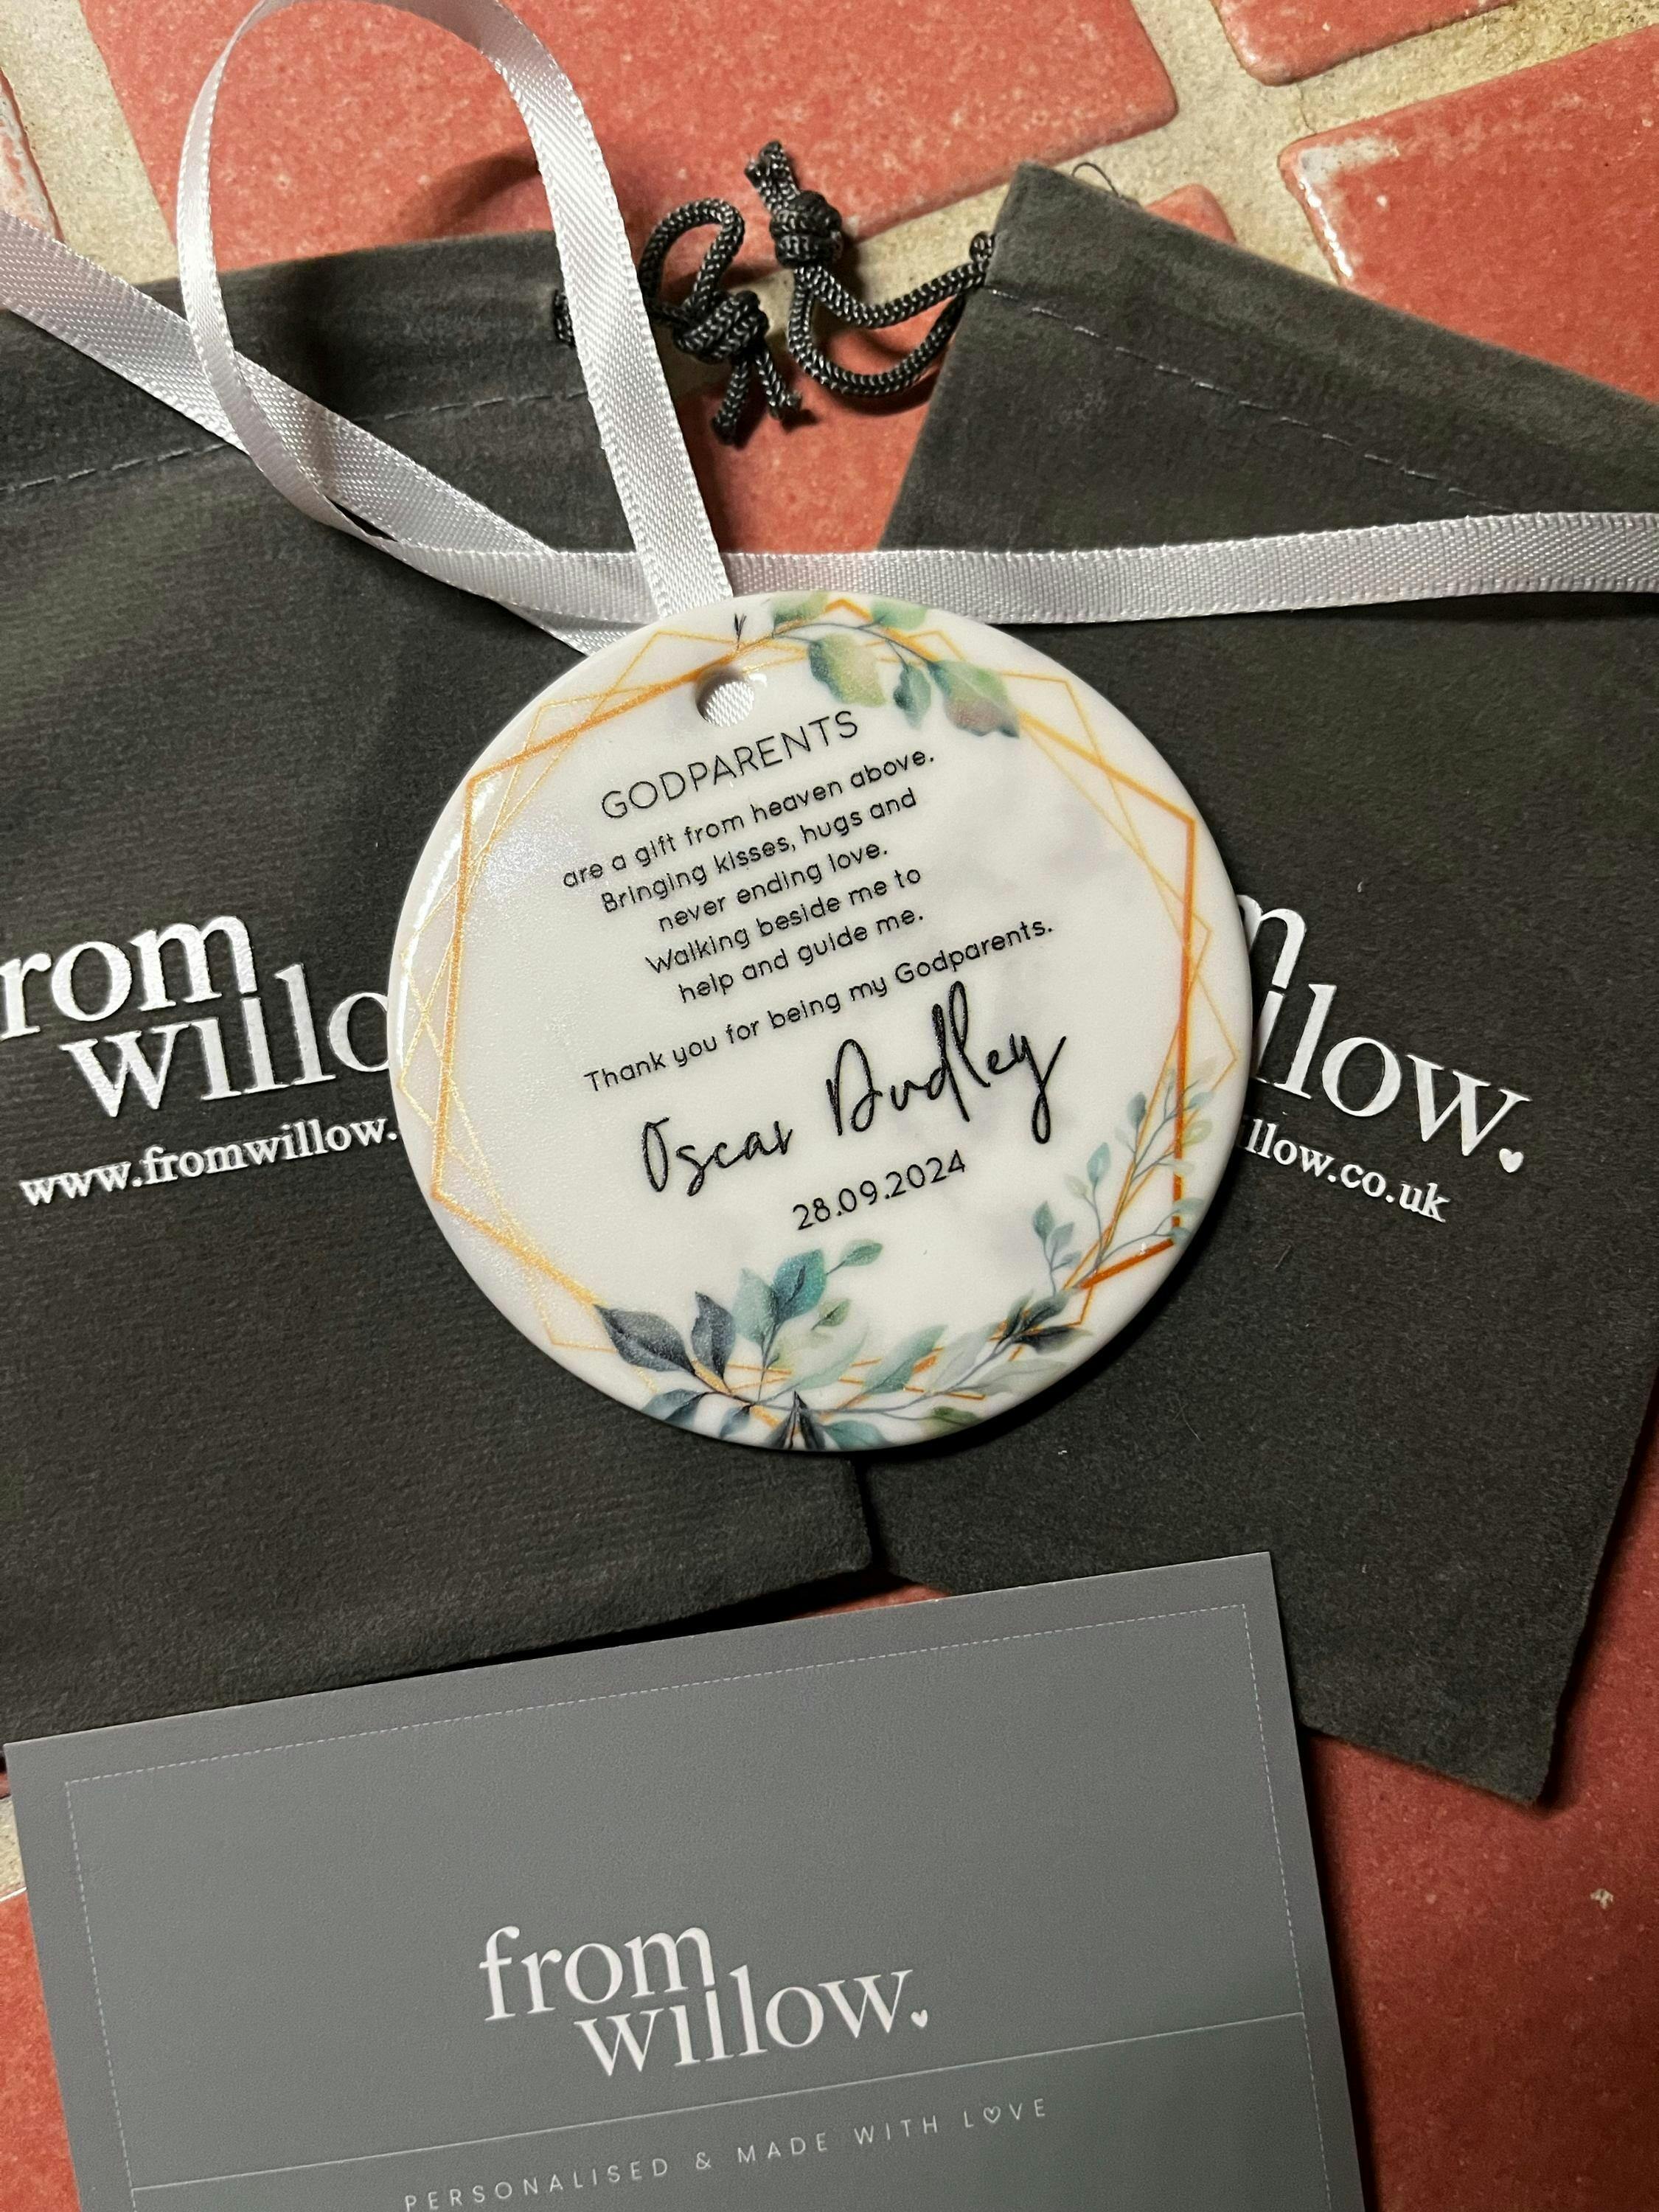 GODPARENTS
are a gift from heaven above.
Bringing kisses, hugs and
never ending love.
Walking beside me to
help and guide me.
Thank you for being my Godparents.
Oscar Dudley
28.09.2024
rom
willo
www.fromwillow.
m
illow.
llow.co.uk
from
willow.
PERSONALISED & MADE WITH LOVE